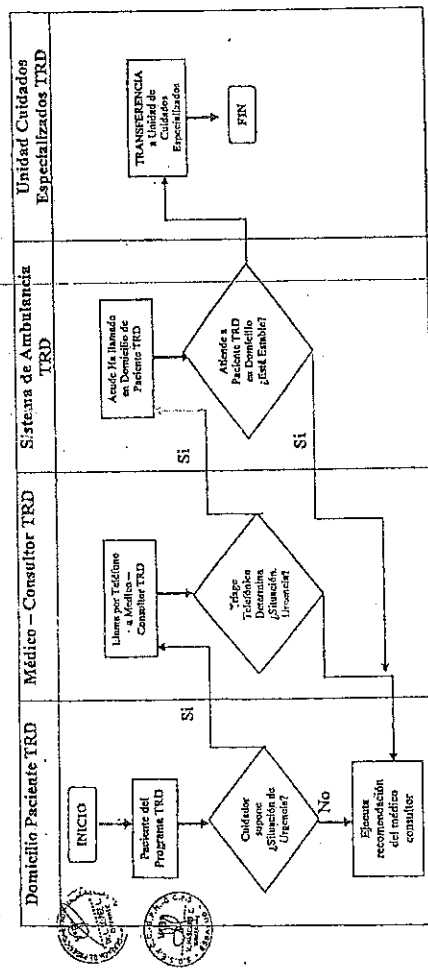 Domicilio Paciente TRD
Médico – Consultor TRD
Sistema de Ambulancia
TRD
Unidad Cuidados
Especializados TRD
INICIO
Paciente del
Programa TRD
Cuidador
supone
¿Situación de
Urgencia?
No
Ejecuta
recomendación
del médico
consultor
Si
Llama por Teléfono
a Médico –
Consultor TRD
Triage
Telefónico
Determina
¿Situación
Urgencia?
Si
Acude Ha llamado
en Domicilio de
Paciente TRD
Atiende a
Paciente TRD
en Domicilio
¿Está Estable?
Si
TRANSFERENCIA
a Unidad de
Cuidados
Especializados
FIN